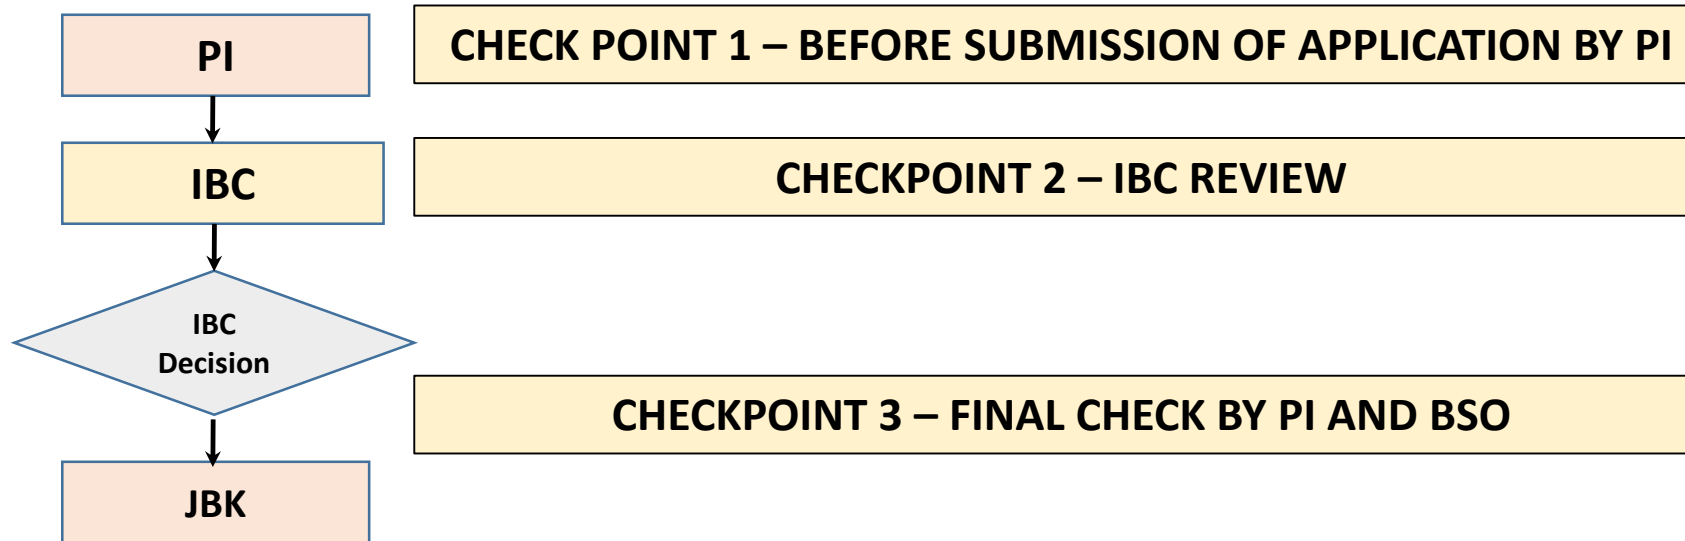 PI
CHECK POINT 1 – BEFORE SUBMISSION OF APPLICATION BY PI
IBC
CHECKPOINT 2 – IBC REVIEW
IBC
Decision
CHECKPOINT 3 – FINAL CHECK BY PI AND BSO
JBK